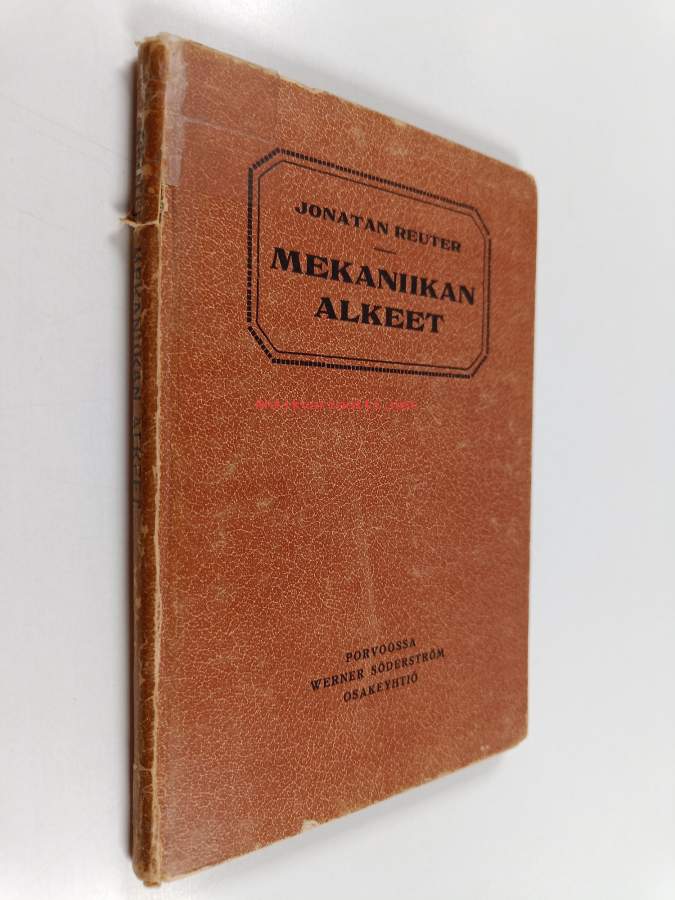 JONATAN REUTER
MEKANIIKAN
ALKEET
PORVOOSSA
WERNER SÖDERSTRÖM
OSAKEYHTIÖ
MEKANIIKAN ALKEET